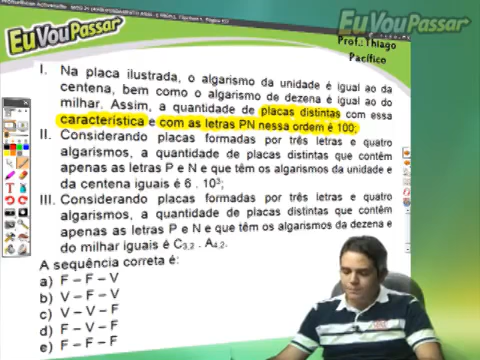 EuVouPassar
EuVouPassar
Prof.: Thiago
Pacífico
I. Na placa ilustrada, o algarismo da unidade é igual ao da
centena, bem como o algarismo de dezena é igual ao do
milhar. Assim, a quantidade de placas distintas com essa
característica e com as letras PN nessa ordem é 100;
II. Considerando placas formadas por três letras e quatro
algarismos, a quantidade de placas distintas que contêm
apenas as letras P e N e que têm os algarismos da unidade e
da centena iguais é 6 . 10³;
III. Considerando placas formadas por três letras e quatro
algarismos, a quantidade de placas distintas que contêm
apenas as letras P e N e que têm os algarismos da dezena e
do milhar iguais é C3,2 . A4,2.
A sequência correta é:
a) F – F – V
b) V – F – V
c) V – V – F
d) F – V – F
e) F – F – F